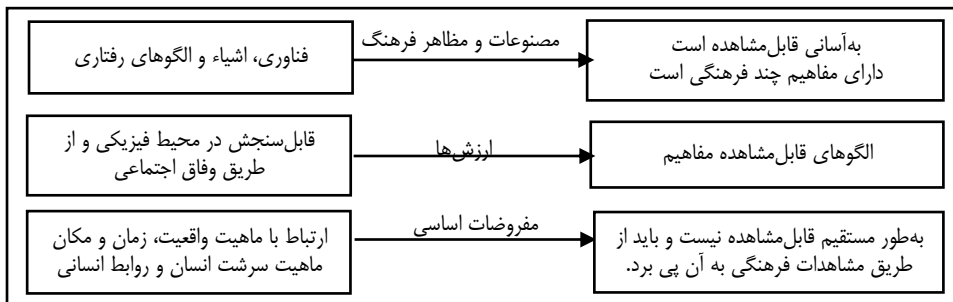 به‌آسانی قابل‌مشاهده است
دارای مفاهیم چند فرهنگی است
مصنوعات و مظاهر فرهنگ
فناوری، اشیاء و الگوهای رفتاری
الگوهای قابل‌مشاهده مفاهیم
ارزش‌ها
قابل‌سنجش در محیط فیزیکی و از
طریق وفاق اجتماعی
به‌طور مستقیم قابل‌مشاهده نیست و باید از
طریق مشاهدات فرهنگی به آن پی برد.
مفروضات اساسی
ارتباط با ماهیت واقعیت، زمان و مکان
ماهیت سرشت انسان و روابط انسانی